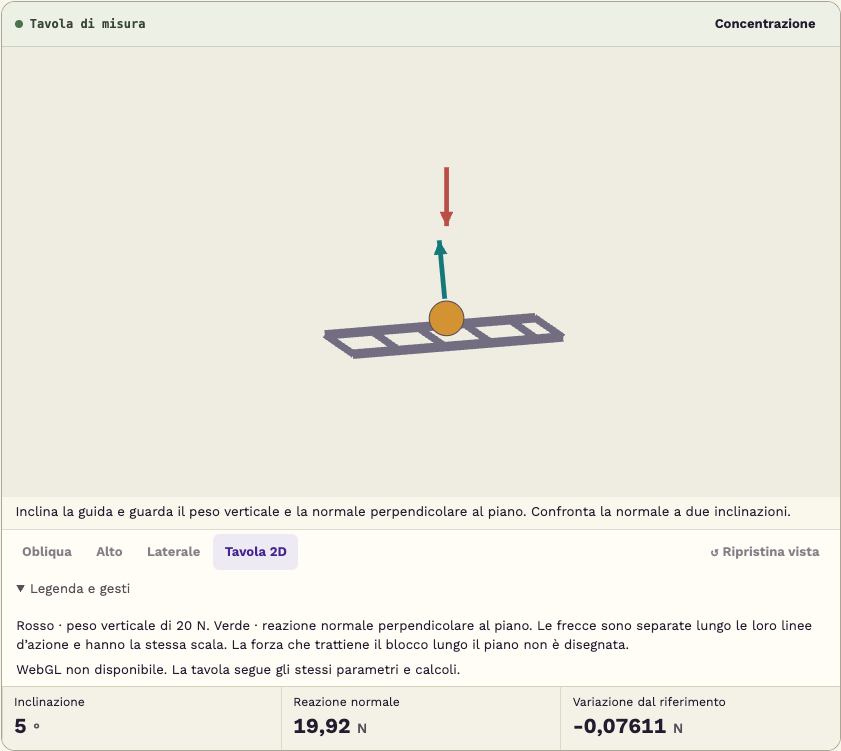 Tavola di misura
Concentrazione
Inclina la guida e guarda il peso verticale e la normale perpendicolare al piano. Confronta la normale a due inclinazioni.
Obliqua Alto Laterale Tavola 2D ↺ Ripristina vista
▼ Legenda e gesti
Rosso · peso verticale di 20 N. Verde · reazione normale perpendicolare al piano. Le frecce sono separate lungo le loro linee
d’azione e hanno la stessa scala. La forza che trattiene il blocco lungo il piano non è disegnata.
WebGL non disponibile. La tavola segue gli stessi parametri e calcoli.
Inclinazione
5 °
Reazione normale
19,92 N
Variazione dal riferimento
-0,07611 N